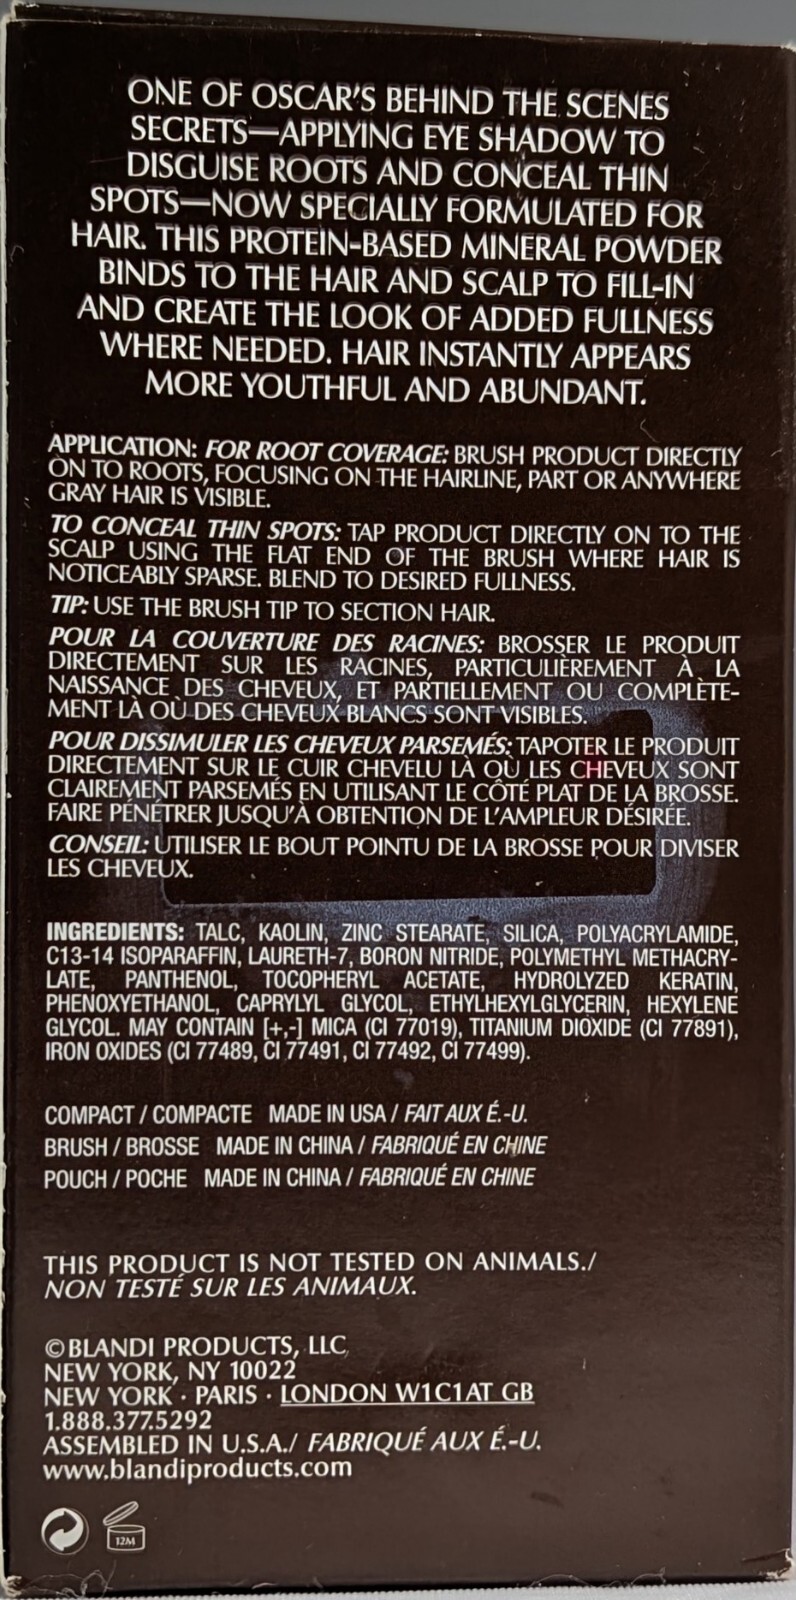 ONE OF OSCAR'S BEHIND THE SCENES
SECRETS—APPLYING EYE SHADOW TO
DISGUISE ROOTS AND CONCEAL THIN
SPOTS—NOW SPECIALLY FORMULATED FOR
HAIR. THIS PROTEIN-BASED MINERAL POWDER
BINDS TO THE HAIR AND SCALP TO FILL-IN
AND CREATE THE LOOK OF ADDED FULLNESS
WHERE NEEDED. HAIR INSTANTLY APPEARS
MORE YOUTHFUL AND ABUNDANT.
APPLICATION: FOR ROOT COVERAGE: BRUSH PRODUCT DIRECTLY
ON TO ROOTS, FOCUSING ON THE HAIRLINE, PART OR ANYWHERE
GRAY HAIR IS VISIBLE.
TO CONCEAL THIN SPOTS: TAP PRODUCT DIRECTLY ON TO THE
SCALP USING THE FLAT END OF THE BRUSH WHERE HAIR IS
NOTICEABLY SPARSE. BLEND TO DESIRED FULLNESS.
TIP: USE THE BRUSH TIP TO SECTION HAIR.
POUR LA COUVERTURE DES RACINES: BROSSER LE PRODUIT
DIRECTEMENT SUR LES RACINES, PARTICULIÈREMENT À LA
NAISSANCE DES CHEVEUX, ET PARTIELLEMENT OU COMPLÈTE-
MENT LÀ OÙ DES CHEVEUX BLANCS SONT VISIBLES.
POUR DISSIMULER LES CHEVEUX PARSEMÉS: TAPOTER LE PRODUIT
DIRECTEMENT SUR LE CUIR CHEVELU LÀ OÙ LES CHEVEUX SONT
CLAIREMENT PARSEMÉS EN UTILISANT LE CÔTÉ PLAT DE LA BROSSE.
FAIRE PÉNÉTRER JUSQU'À OBTENTION DE L'AMPLEUR DÉSIRÉE.
CONSEIL: UTILISER LE BOUT POINTU DE LA BROSSE POUR DIVISER
LES CHEVEUX.
INGREDIENTS: TALC, KAOLIN, ZINC STEARATE, SILICA, POLYACRYLAMIDE,
C13-14 ISOPARAFFIN, LAURETH-7, BORON NITRIDE, POLYMETHYL METHACRY-
LATE, PANTHENOL, TOCOPHERYL ACETATE, HYDROLYZED KERATIN,
PHENOXYETHANOL, CAPRYLYL GLYCOL, ETHYLHEXYLGLYCERIN, HEXYLENE
GLYCOL. MAY CONTAIN [+,-] MICA (CI 77019), TITANIUM DIOXIDE (CI 77891),
IRON OXIDES (CI 77489, CI 77491, CI 77492, CI 77499).
COMPACT / COMPACTE MADE IN USA / FAIT AUX É.-U.
BRUSH / BROSSE MADE IN CHINA / FABRIQUÉ EN CHINE
POUCH / POCHE MADE IN CHINA / FABRIQUÉ EN CHINE
THIS PRODUCT IS NOT TESTED ON ANIMALS./
NON TESTÉ SUR LES ANIMAUX.
©BLANDI PRODUCTS, LLC
NEW YORK, NY 10022
NEW YORK · PARIS · LONDON W1C1AT GB
1.888.377.5292
ASSEMBLED IN U.S.A./ FABRIQUÉ AUX É.-U.
www.blandiproducts.com
12M